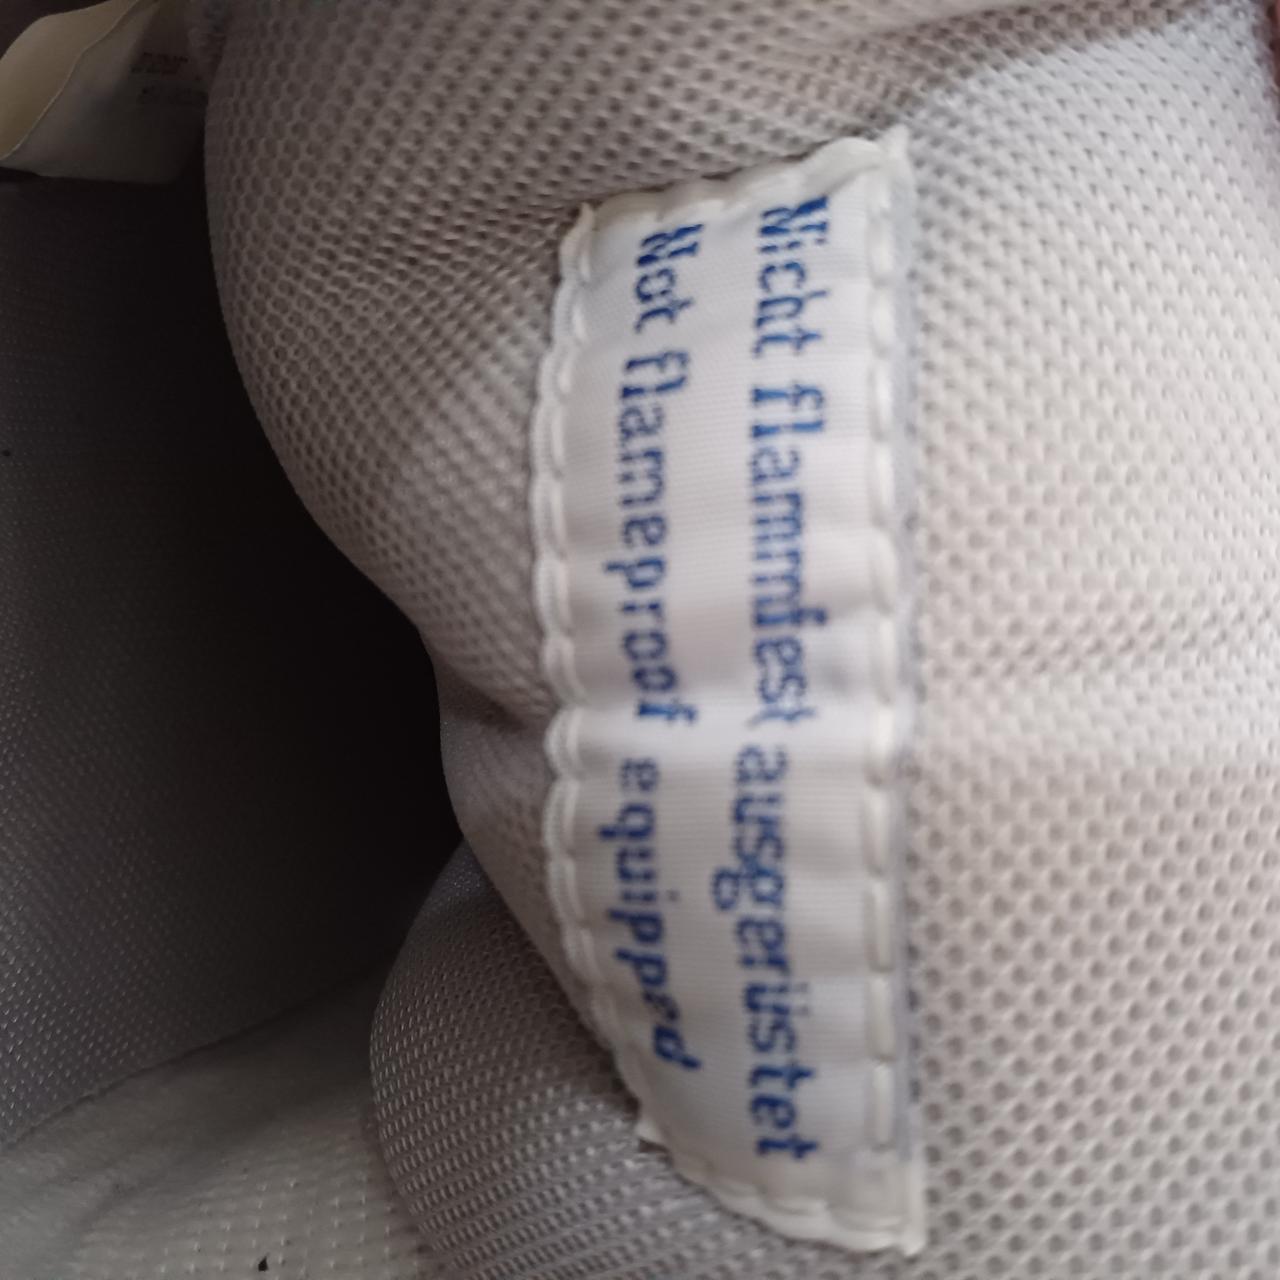 Nicht flammfest ausgerüstet
Not flameproof equipped